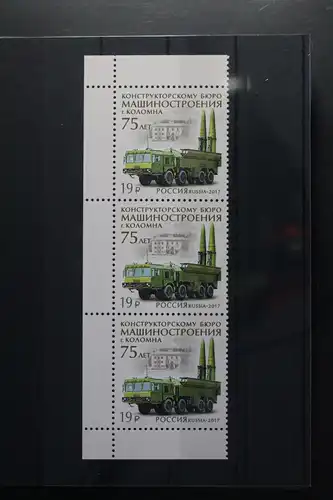 КОНСТРУКТОРСКОМУ БЮРО
МАШИНОСТРОЕНИЯ
г. КОЛОМНА
75 ЛЕТ
19 ₽
РОССИЯ RUSSIA•2017
КОНСТРУКТОРСКОМУ БЮРО
МАШИНОСТРОЕНИЯ
г. КОЛОМНА
75 ЛЕТ
19 ₽
РОССИЯ RUSSIA•2017
КОНСТРУКТОРСКОМУ БЮРО
МАШИНОСТРОЕНИЯ
г. КОЛОМНА
75 ЛЕТ
19 ₽
РОССИЯ RUSSIA•2017